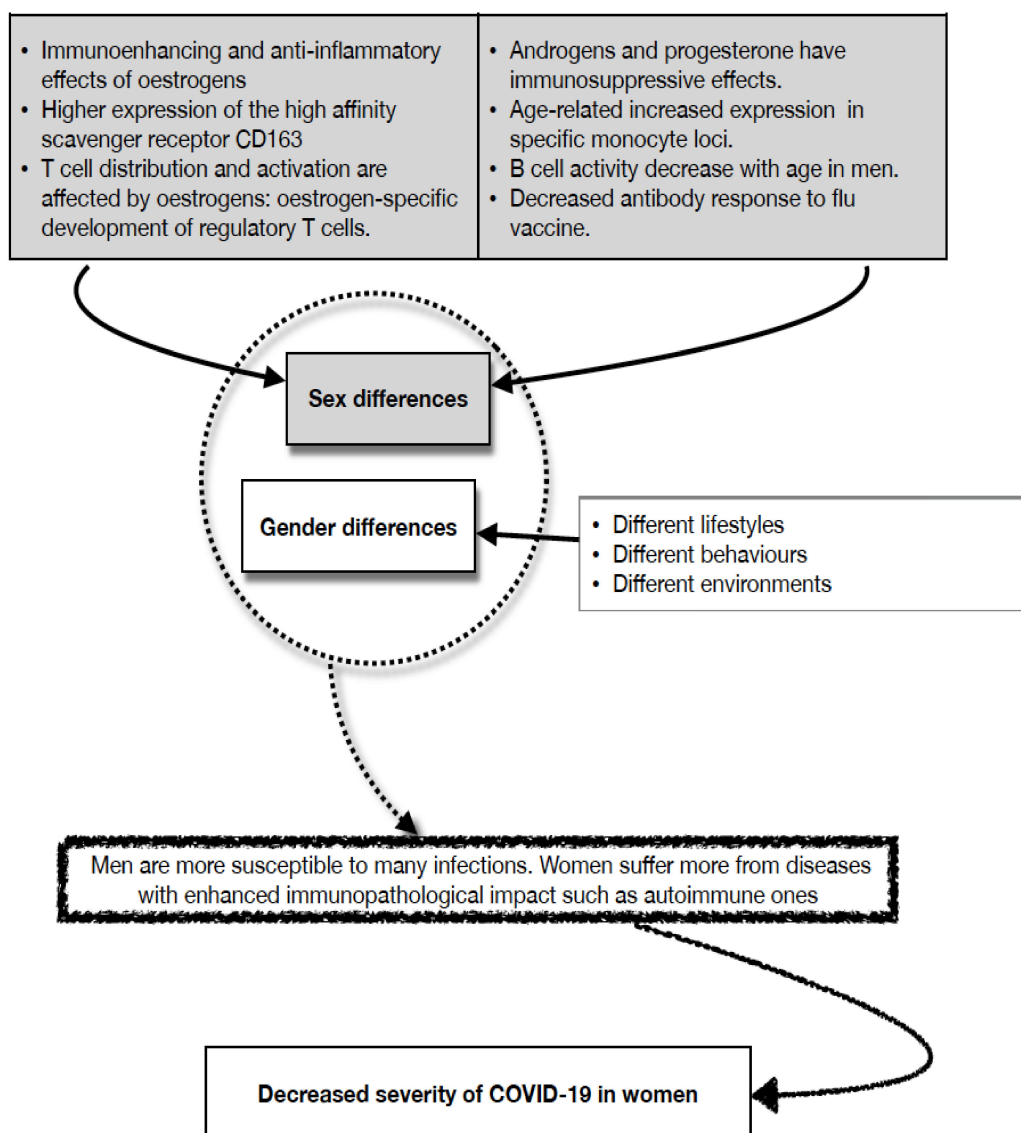 • Immunoenhancing and anti-inflammatory
effects of oestrogens
• Higher expression of the high affinity
scavenger receptor CD163
• T cell distribution and activation are
affected by oestrogens: oestrogen-specific
development of regulatory T cells.
• Androgens and progesterone have
immunosuppressive effects.
• Age-related increased expression in
specific monocyte loci.
• B cell activity decrease with age in men.
• Decreased antibody response to flu
vaccine.
Sex differences
Gender differences
• Different lifestyles
• Different behaviours
• Different environments
Men are more susceptible to many infections. Women suffer more from diseases
with enhanced immunopathological impact such as autoimmune ones
Decreased severity of COVID-19 in women